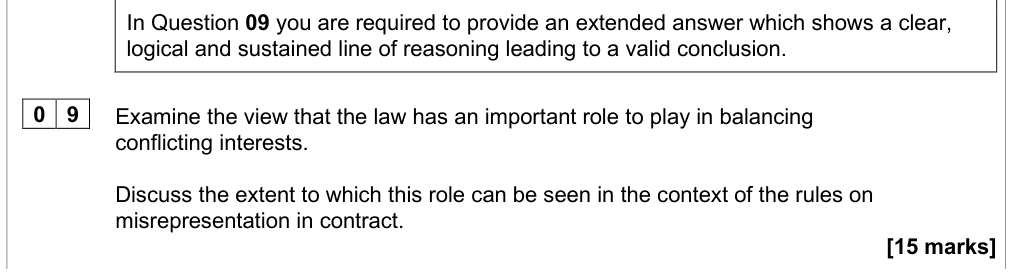 In Question 09 you are required to provide an extended answer which shows a clear,
logical and sustained line of reasoning leading to a valid conclusion.
0 9 Examine the view that the law has an important role to play in balancing
conflicting interests.
Discuss the extent to which this role can be seen in the context of the rules on
misrepresentation in contract.
[15 marks]